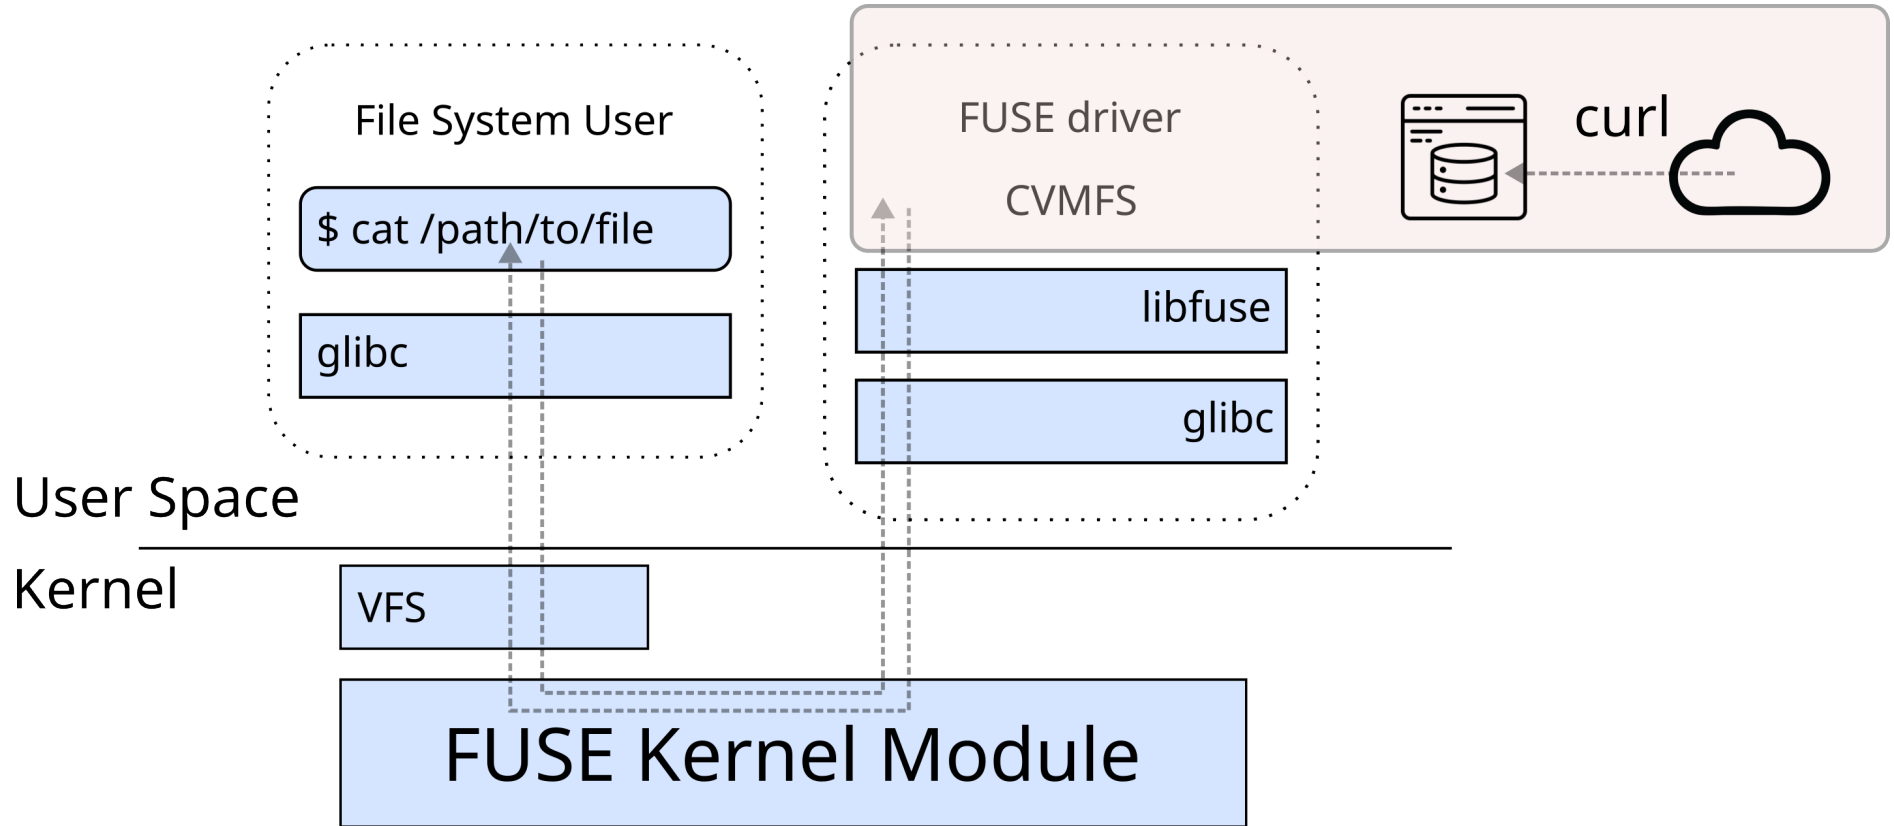 File System User
$ cat /path/to/file
glibc
FUSE driver
CVMFS
curl
libfuse
glibc
User Space
Kernel
VFS
FUSE Kernel Module